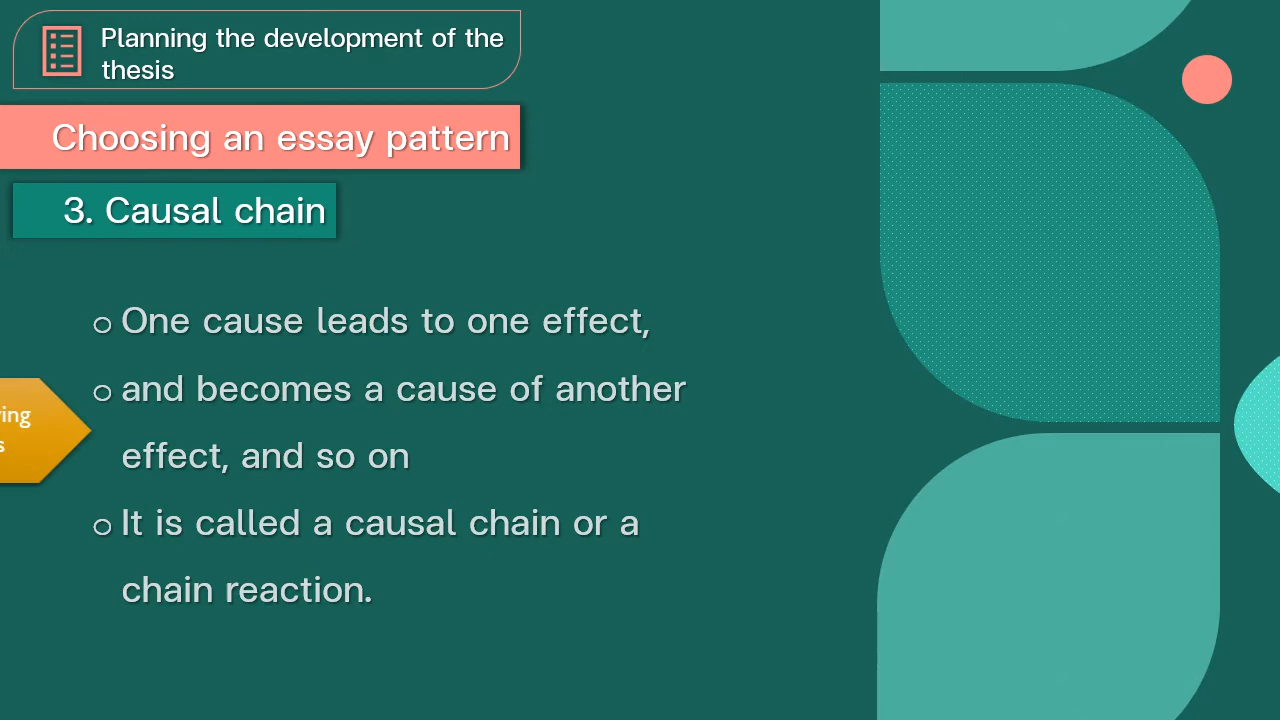 Planning the development of the
thesis
Choosing an essay pattern
3. Causal chain
One cause leads to one effect,
and becomes a cause of another
effect, and so on
It is called a causal chain or a
chain reaction.